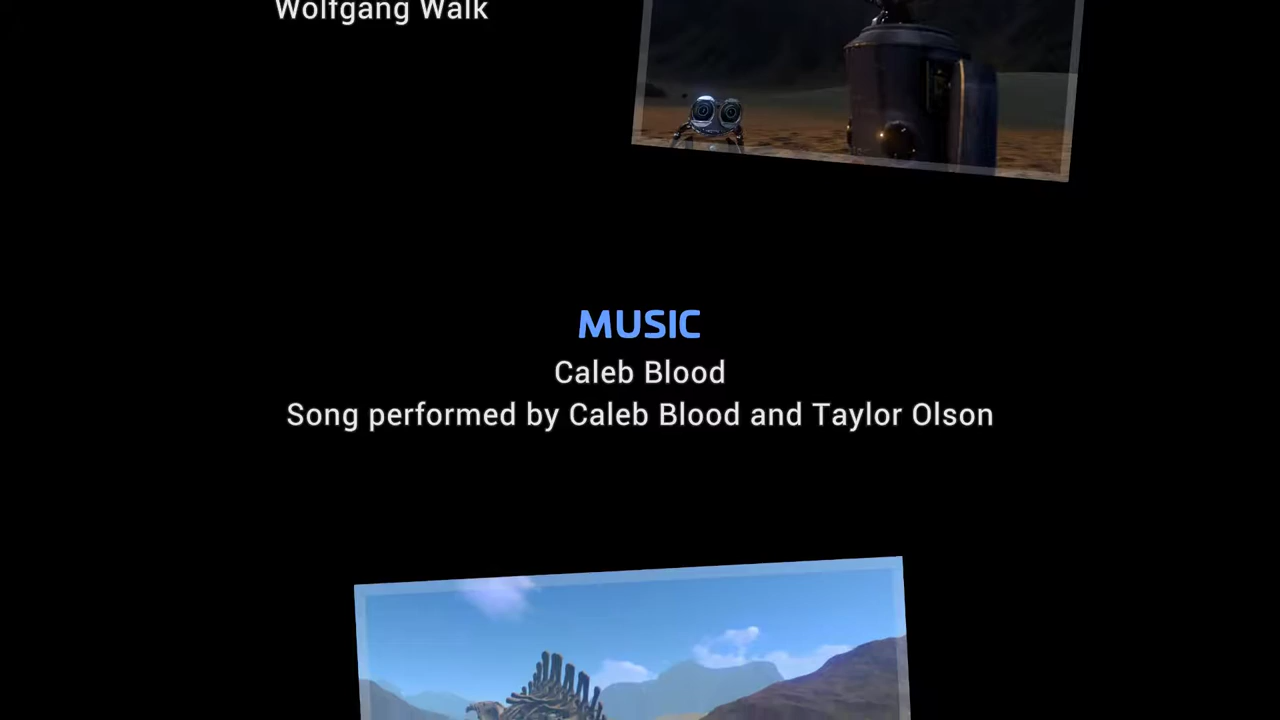 Wolfgang Walk
MUSIC
Caleb Blood
Song performed by Caleb Blood and Taylor Olson